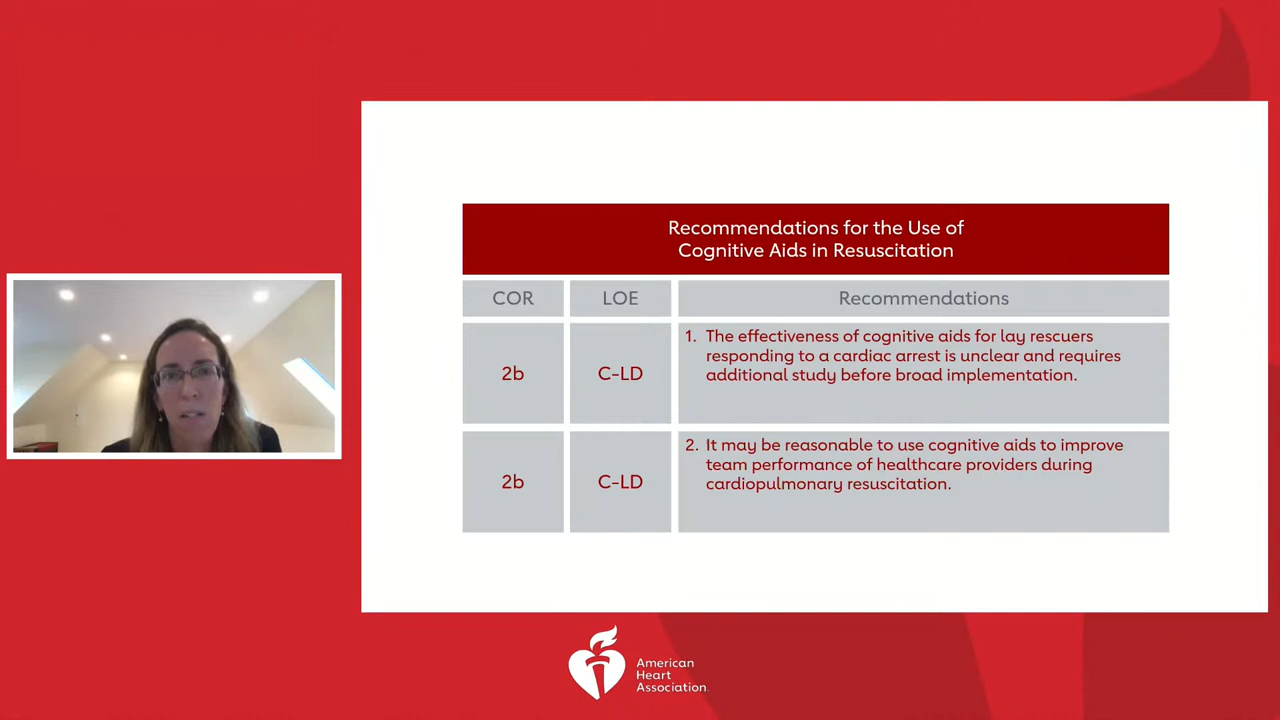 Recommendations for the Use of
Cognitive Aids in Resuscitation
COR
LOE
Recommendations
2b
C-LD
1. The effectiveness of cognitive aids for lay rescuers
responding to a cardiac arrest is unclear and requires
additional study before broad implementation.
2b
C-LD
2. It may be reasonable to use cognitive aids to improve
team performance of healthcare providers during
cardiopulmonary resuscitation.
American
Heart
Association.